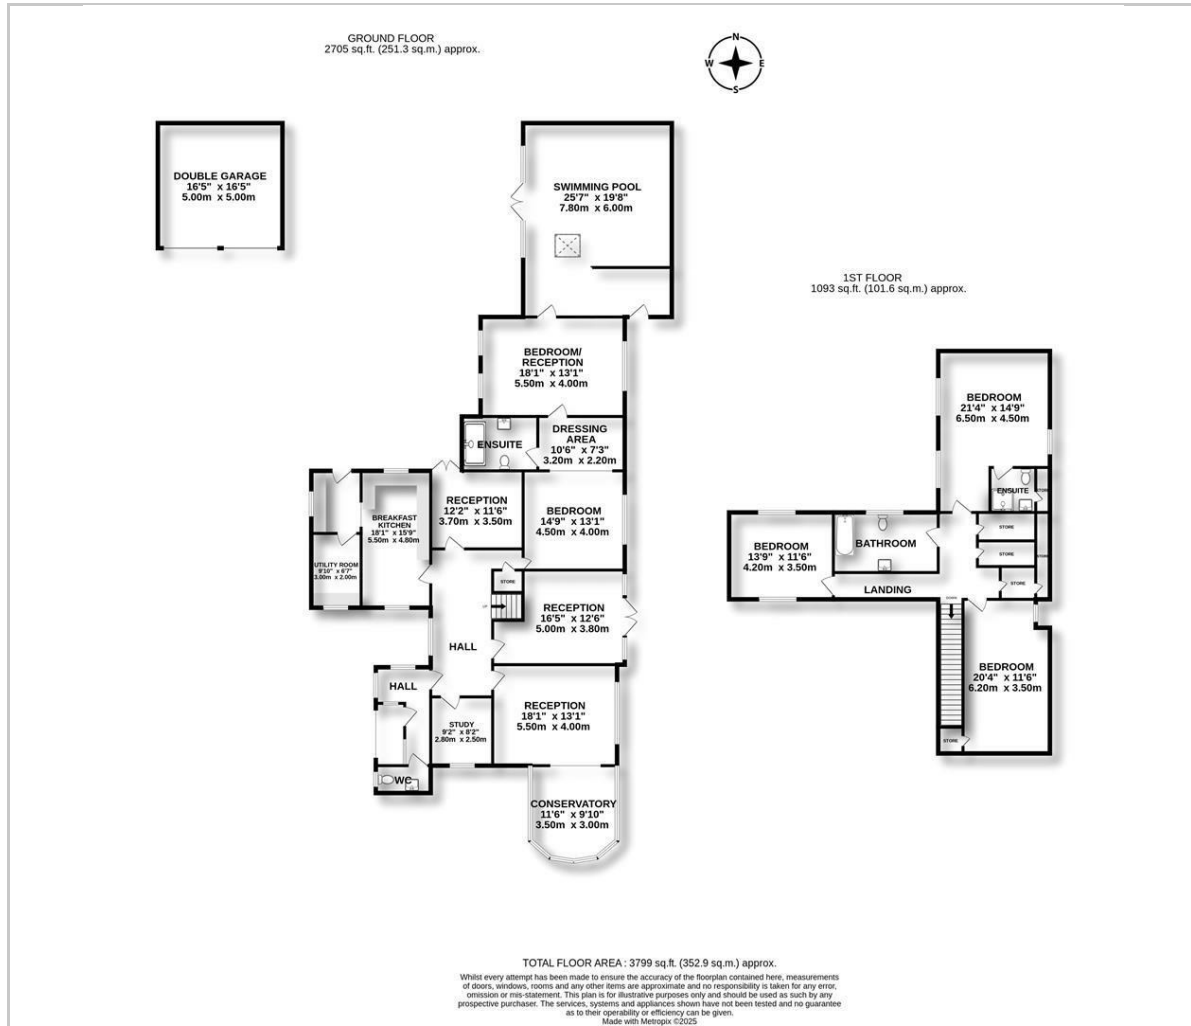 GROUND FLOOR
2705 sq.ft. (251.3 sq.m.) approx.
N
W E
S
DOUBLE GARAGE
16'5" x 16'5"
5.00m x 5.00m
SWIMMING POOL
25'7" x 19'8"
7.80m x 6.00m
BEDROOM/
RECEPTION
18'1" x 13'1"
5.50m x 4.00m
ENSUITE
DRESSING
AREA
10'6" x 7'3"
3.20m x 2.20m
RECEPTION
12'2" x 11'6"
3.70m x 3.50m
BEDROOM
14'9" x 13'1"
4.50m x 4.00m
BREAKFAST
KITCHEN
18'1" x 15'9"
5.50m x 4.80m
UTILITY ROOM
9'10" x 6'7"
3.00m x 2.00m
STORE
UP
RECEPTION
16'5" x 12'6"
5.00m x 3.80m
HALL
HALL
RECEPTION
18'1" x 13'1"
5.50m x 4.00m
STUDY
9'2" x 8'2"
2.80m x 2.50m
WC
CONSERVATORY
11'6" x 9'10"
3.50m x 3.00m
1ST FLOOR
1093 sq.ft. (101.6 sq.m.) approx.
BEDROOM
21'4" x 14'9"
6.50m x 4.50m
ENSUITE
STORE
STORE
STORE
STORE
STORE
BATHROOM
BEDROOM
13'9" x 11'6"
4.20m x 3.50m
LANDING
DOWN
BEDROOM
20'4" x 11'6"
6.20m x 3.50m
STORE
TOTAL FLOOR AREA : 3799 sq.ft. (352.9 sq.m.) approx.
Whilst every attempt has been made to ensure the accuracy of the floorplan contained here, measurements
of doors, windows, rooms and any other items are approximate and no responsibility is taken for any error,
omission or mis-statement. This plan is for illustrative purposes only and should be used as such by any
prospective purchaser. The services, systems and appliances shown have not been tested and no guarantee
as to their operability or efficiency can be given.
Made with Metropix ©2025